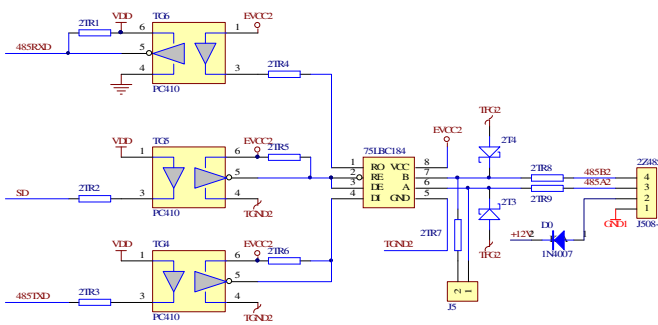 TG6
VDD
EVCC2
2TR1
6
1
485RXD
5
4
3
2TR4
PC410
TFG2
EVCC2
TG5
EVCC2
75LBC184
2T4
VDD
2TR5
1
6
1
RO VCC
8
2TR8
2Z482
2
RE B
7
485B2
4
5
3
DE A
6
485A2
3
SD
2TR2
3
4
4
DI GND
5
2TR9
2
1
PC410
TGND2
2T3
J508-
D0
GND1
TG4
2TR7
+12V2
1
VDD
EVCC2
TGND2
TFG2
1N4007
1
6
2TR6
5
485TXD
2TR3
3
4
2 1
PC410
TGND2
J5